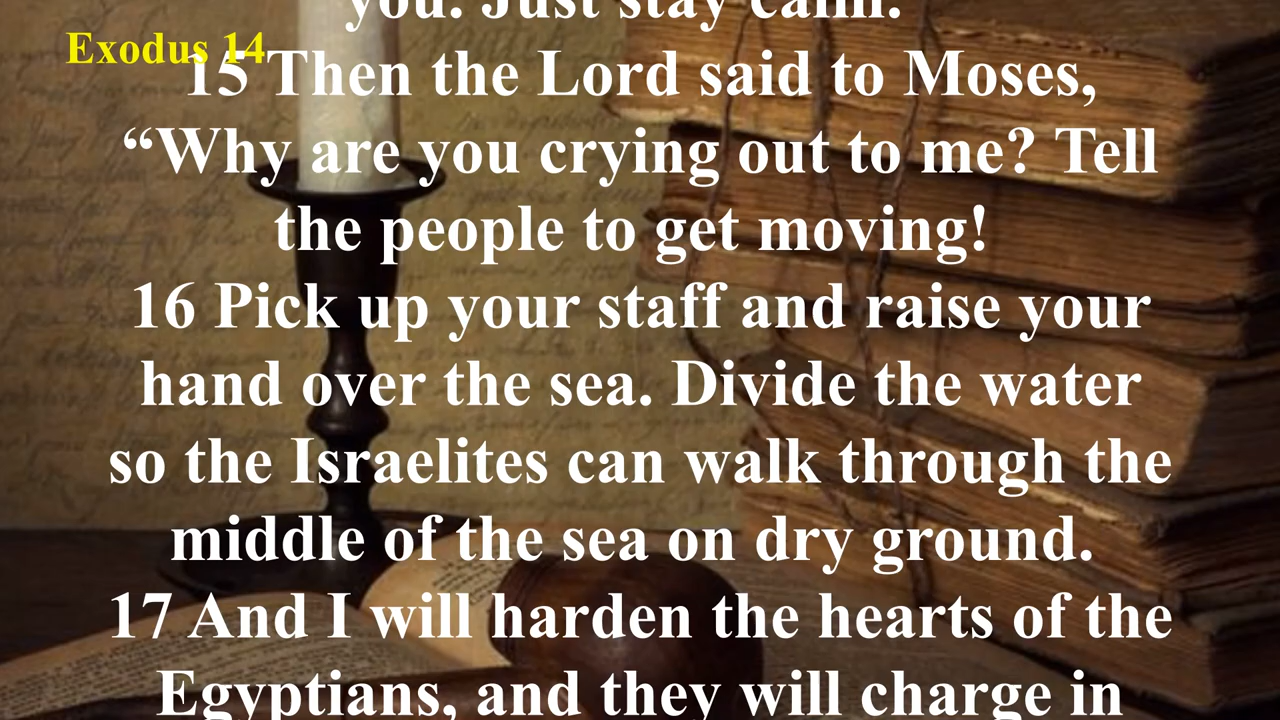 you. Just stay calm.
Exodus 14
15 Then the Lord said to Moses,
“Why are you crying out to me? Tell
the people to get moving!
16 Pick up your staff and raise your
hand over the sea. Divide the water
so the Israelites can walk through the
middle of the sea on dry ground.
17 And I will harden the hearts of the
Egyptians, and they will charge in